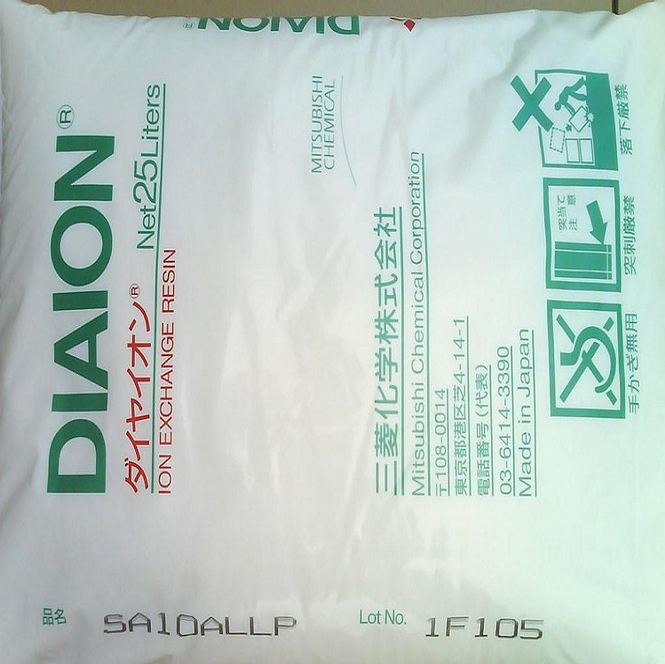 DIAION®
DIAION®
ダイヤイオン® Net25Liters
ION EXCHANGE RESIN
MITSUBISHI
CHEMICAL
三菱化学株式会社
Mitsubishi Chemical Corporation
〒108-0014
東京都港区芝4-14-1
電話番号(代表)
03-6414-3390
Made in Japan
手かぎ無用
突当て
注意
突刺厳禁
落下厳禁
品名 SA10ALLP Lot No. 1F105